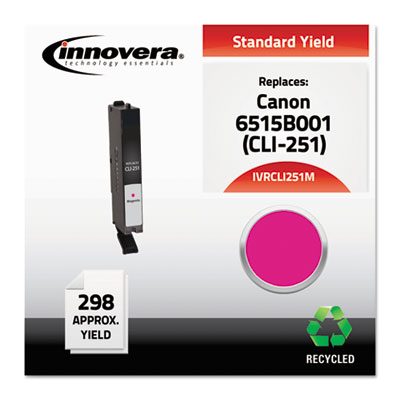 innovera
technology essentials
Standard Yield
Replaces:
Canon
6515B001
(CLI-251)
IVRCLI251M
CLI-251
Magenta
298
APPROX.
YIELD
RECYCLED